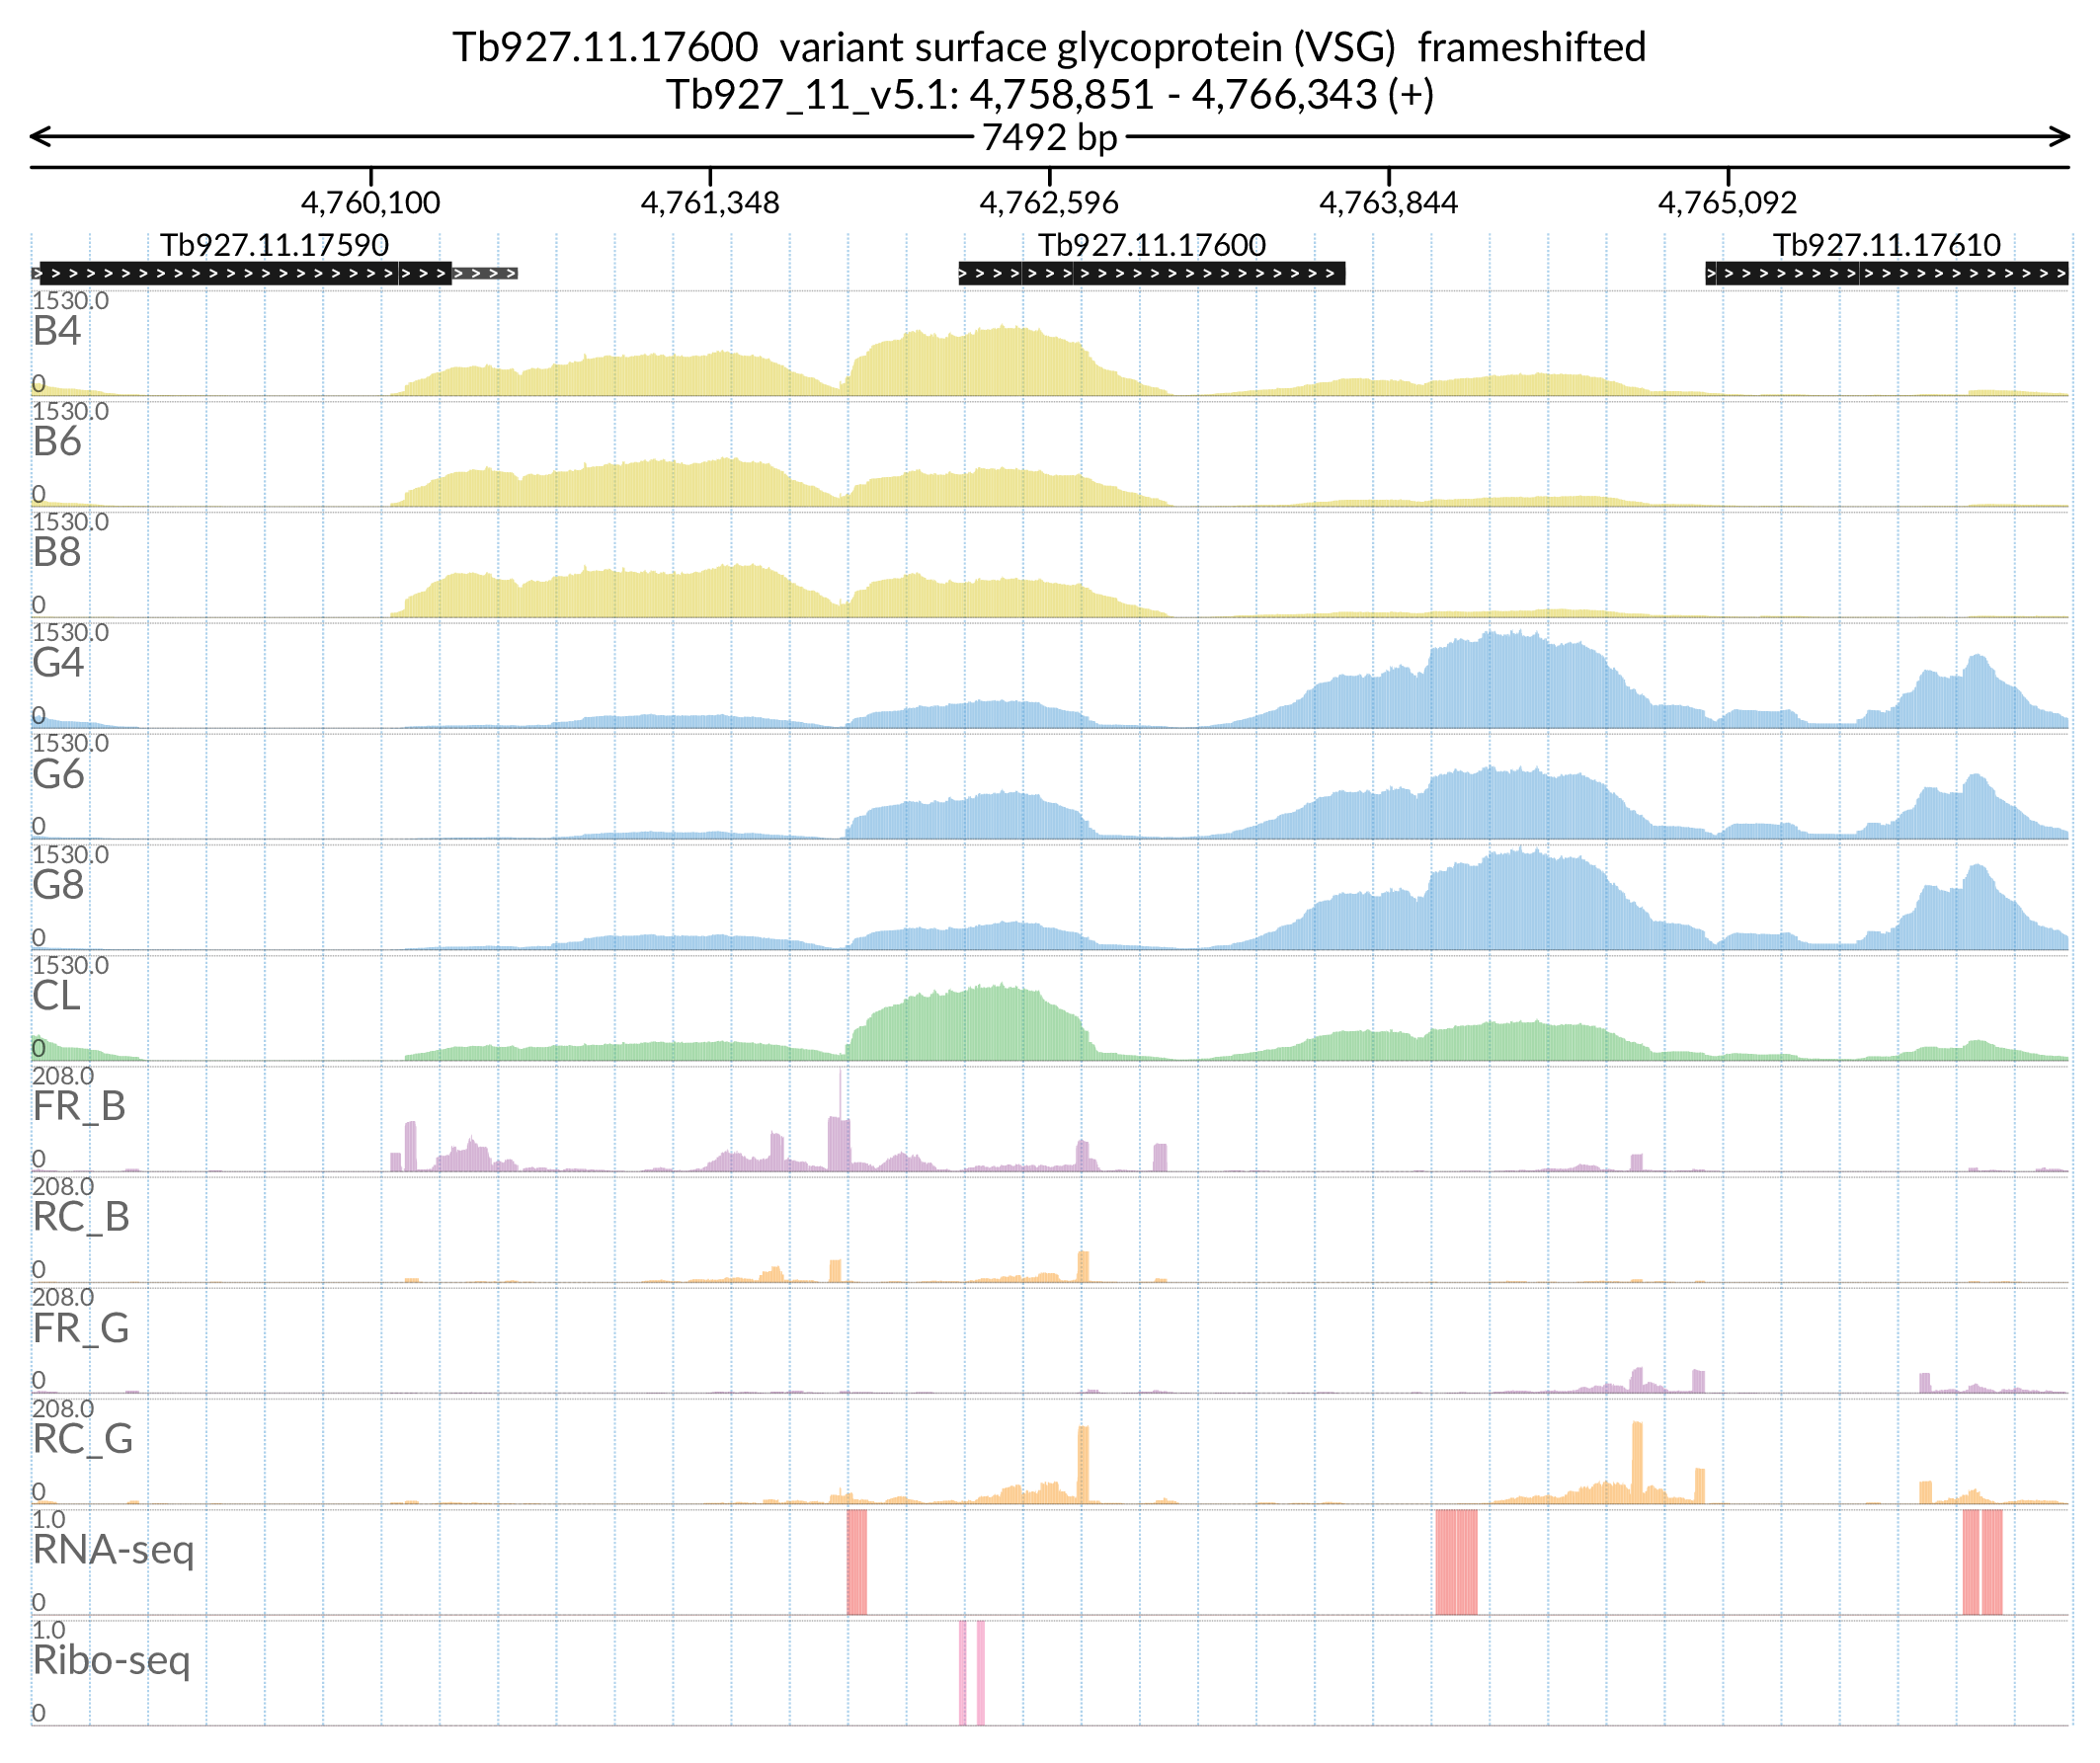 Tb927.11.17600 variant surface glycoprotein (VSG) frameshifted
Tb927_11_v5.1: 4,758,851 - 4,766,343 (+)
7492 bp
4,760,100 4,761,348 4,762,596 4,763,844 4,765,092
Tb927.11.17590 Tb927.11.17600 Tb927.11.17610
1530.0
B4
0
1530.0
B6
0
1530.0
B8
0
1530.0
G4
0
1530.0
G6
0
1530.0
G8
0
1530.0
CL
0
208.0
FR_B
0
208.0
RC_B
0
208.0
FR_G
0
208.0
RC_G
0
1.0
RNA-seq
0
1.0
Ribo-seq
0